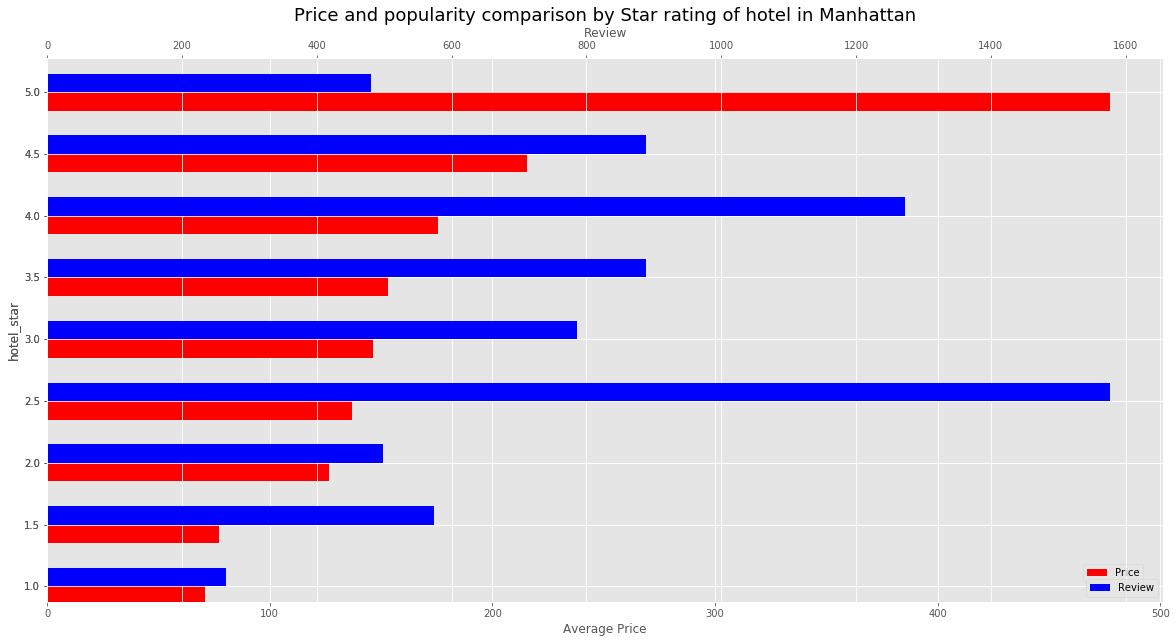 Price and popularity comparison by Star rating of hotel in Manhattan
Review
0 200 400 600 800 1000 1200 1400 1600
5.0
4.5
4.0
3.5
3.0
2.5
2.0
1.5
1.0
hotel_star
Price
Review
0 100 200 300 400 500
Average Price